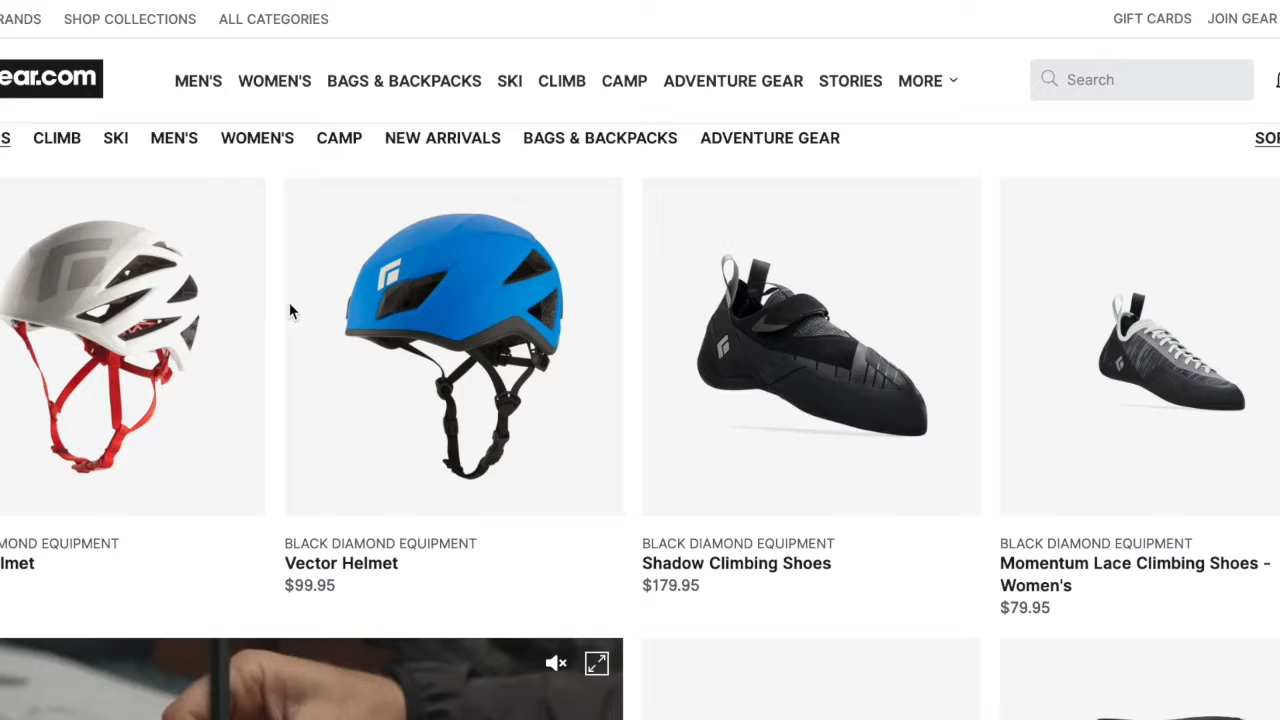 RANDS SHOP COLLECTIONS ALL CATEGORIES GIFT CARDS JOIN GEAR
ear.com MEN'S WOMEN'S BAGS & BACKPACKS SKI CLIMB CAMP ADVENTURE GEAR STORIES MORE Search
S CLIMB SKI MEN'S WOMEN'S CAMP NEW ARRIVALS BAGS & BACKPACKS ADVENTURE GEAR SOR
MOND EQUIPMENT
lmet
BLACK DIAMOND EQUIPMENT
Vector Helmet
$99.95
BLACK DIAMOND EQUIPMENT
Shadow Climbing Shoes
$179.95
BLACK DIAMOND EQUIPMENT
Momentum Lace Climbing Shoes -
Women's
$79.95